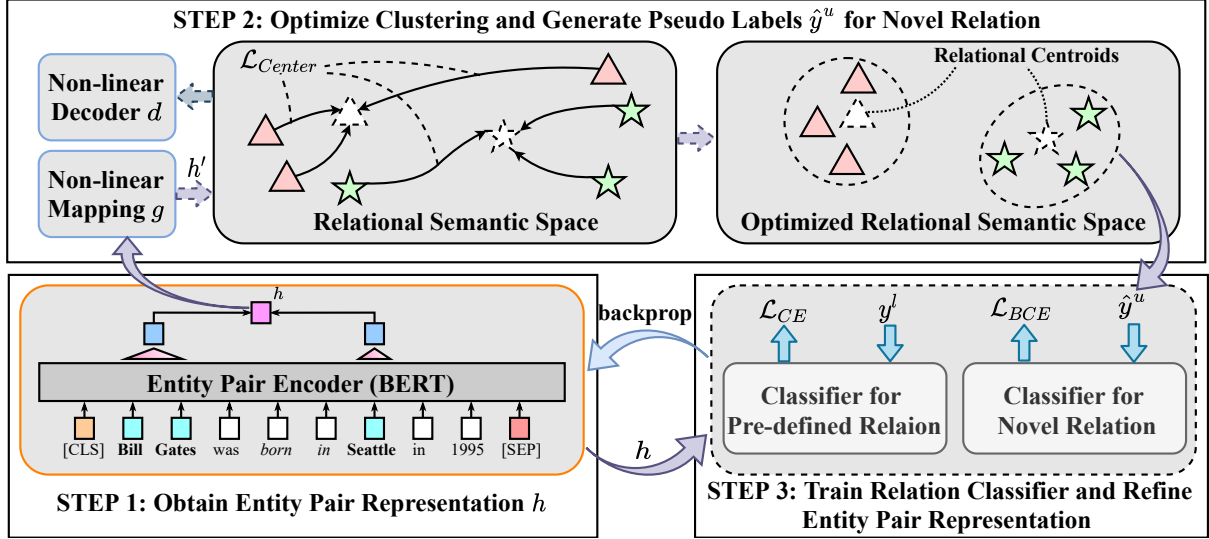 STEP 2: Optimize Clustering and Generate Pseudo Labels ŷᵘ for Novel Relation
Non-linear
Decoder d
Non-linear
Mapping g
h′
ℒ_Center
Relational Semantic Space
Relational Centroids
Optimized Relational Semantic Space
h
Entity Pair Encoder (BERT)
[CLS] Bill Gates was born in Seattle in 1995 [SEP]
STEP 1: Obtain Entity Pair Representation h
backprop
h
ℒ_CE yˡ ℒ_BCE ŷᵘ
Classifier for
Pre-defined Relaion
Classifier for
Novel Relation
STEP 3: Train Relation Classifier and Refine
Entity Pair Representation